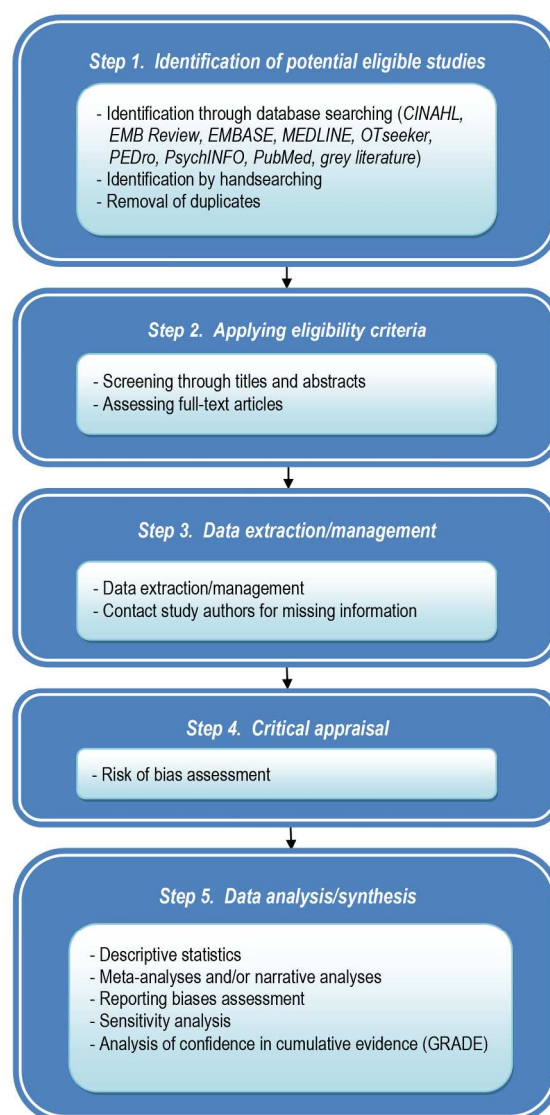 Step 1. Identification of potential eligible studies
- Identification through database searching (CINAHL,
EMB Review, EMBASE, MEDLINE, OTseeker,
PEDro, PsychINFO, PubMed, grey literature)
- Identification by handsearching
- Removal of duplicates
Step 2. Applying eligibility criteria
- Screening through titles and abstracts
- Assessing full-text articles
Step 3. Data extraction/management
- Data extraction/management
- Contact study authors for missing information
Step 4. Critical appraisal
- Risk of bias assessment
Step 5. Data analysis/synthesis
- Descriptive statistics
- Meta-analyses and/or narrative analyses
- Reporting biases assessment
- Sensitivity analysis
- Analysis of confidence in cumulative evidence (GRADE)